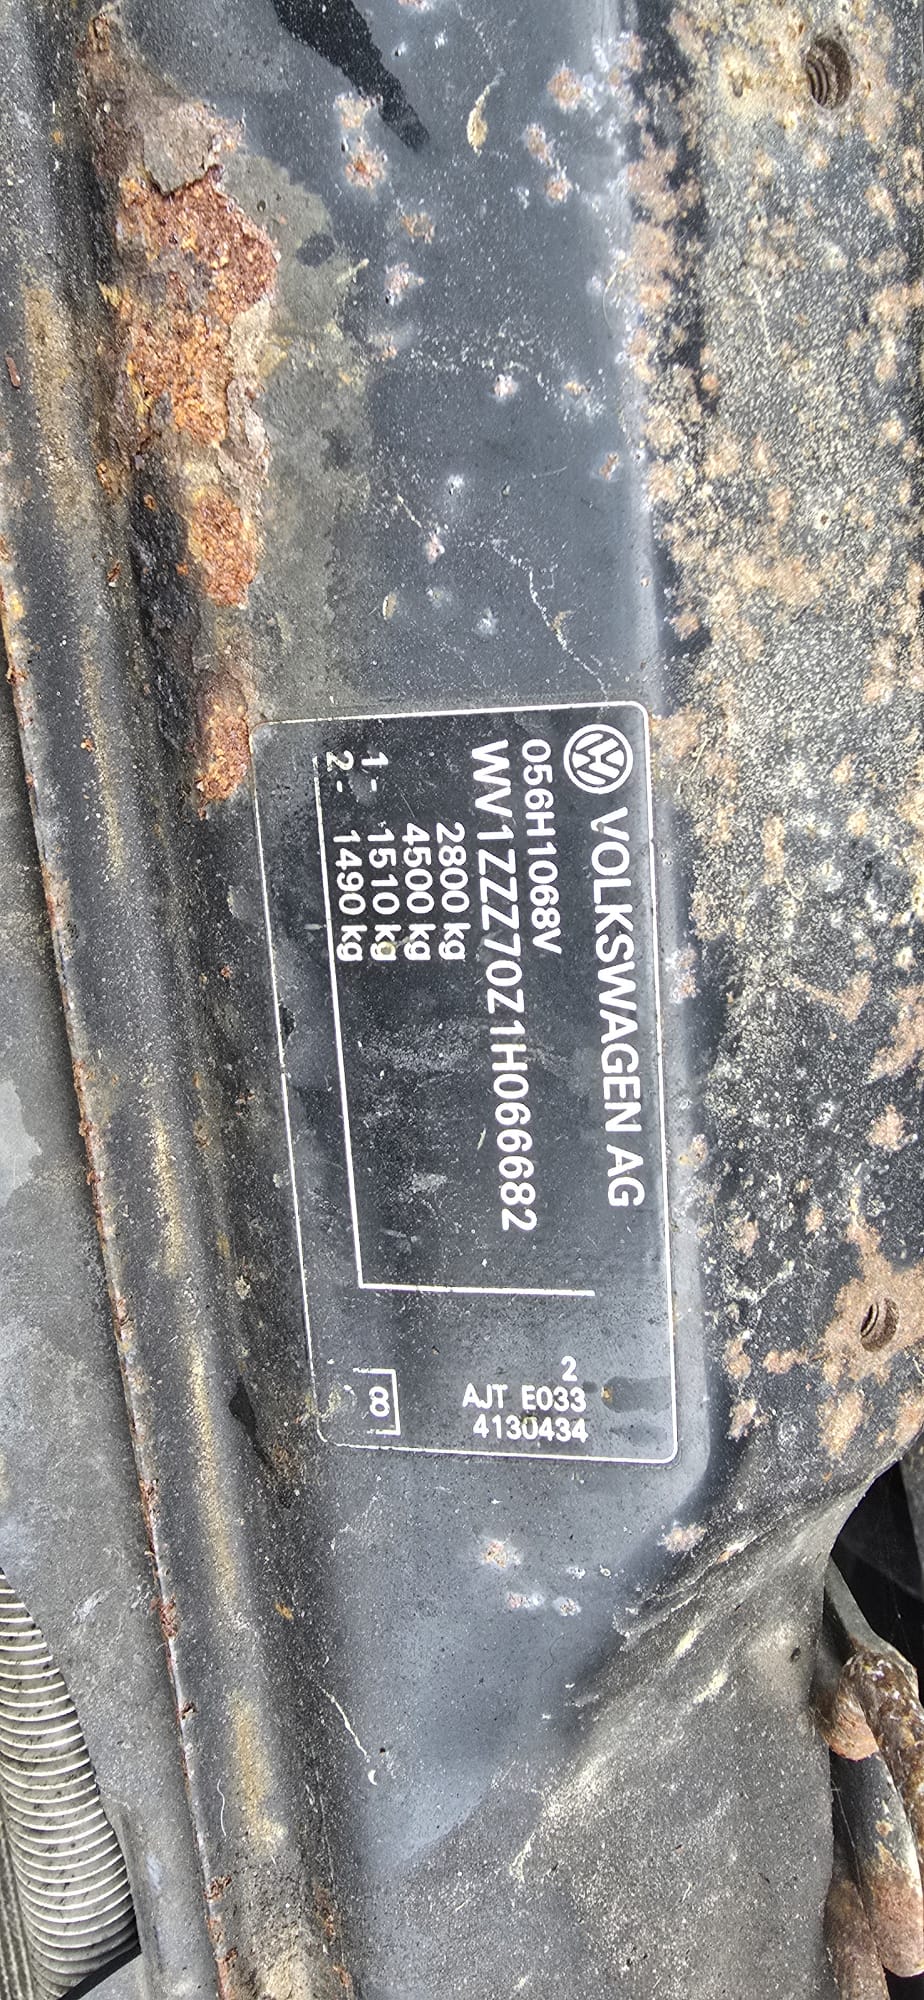 VOLKSWAGEN AG
056H1068V
WV1ZZZ70Z1H066682
2800 kg
4500 kg
1- 1510 kg
2- 1490 kg
2
AJT E033
4130434
8